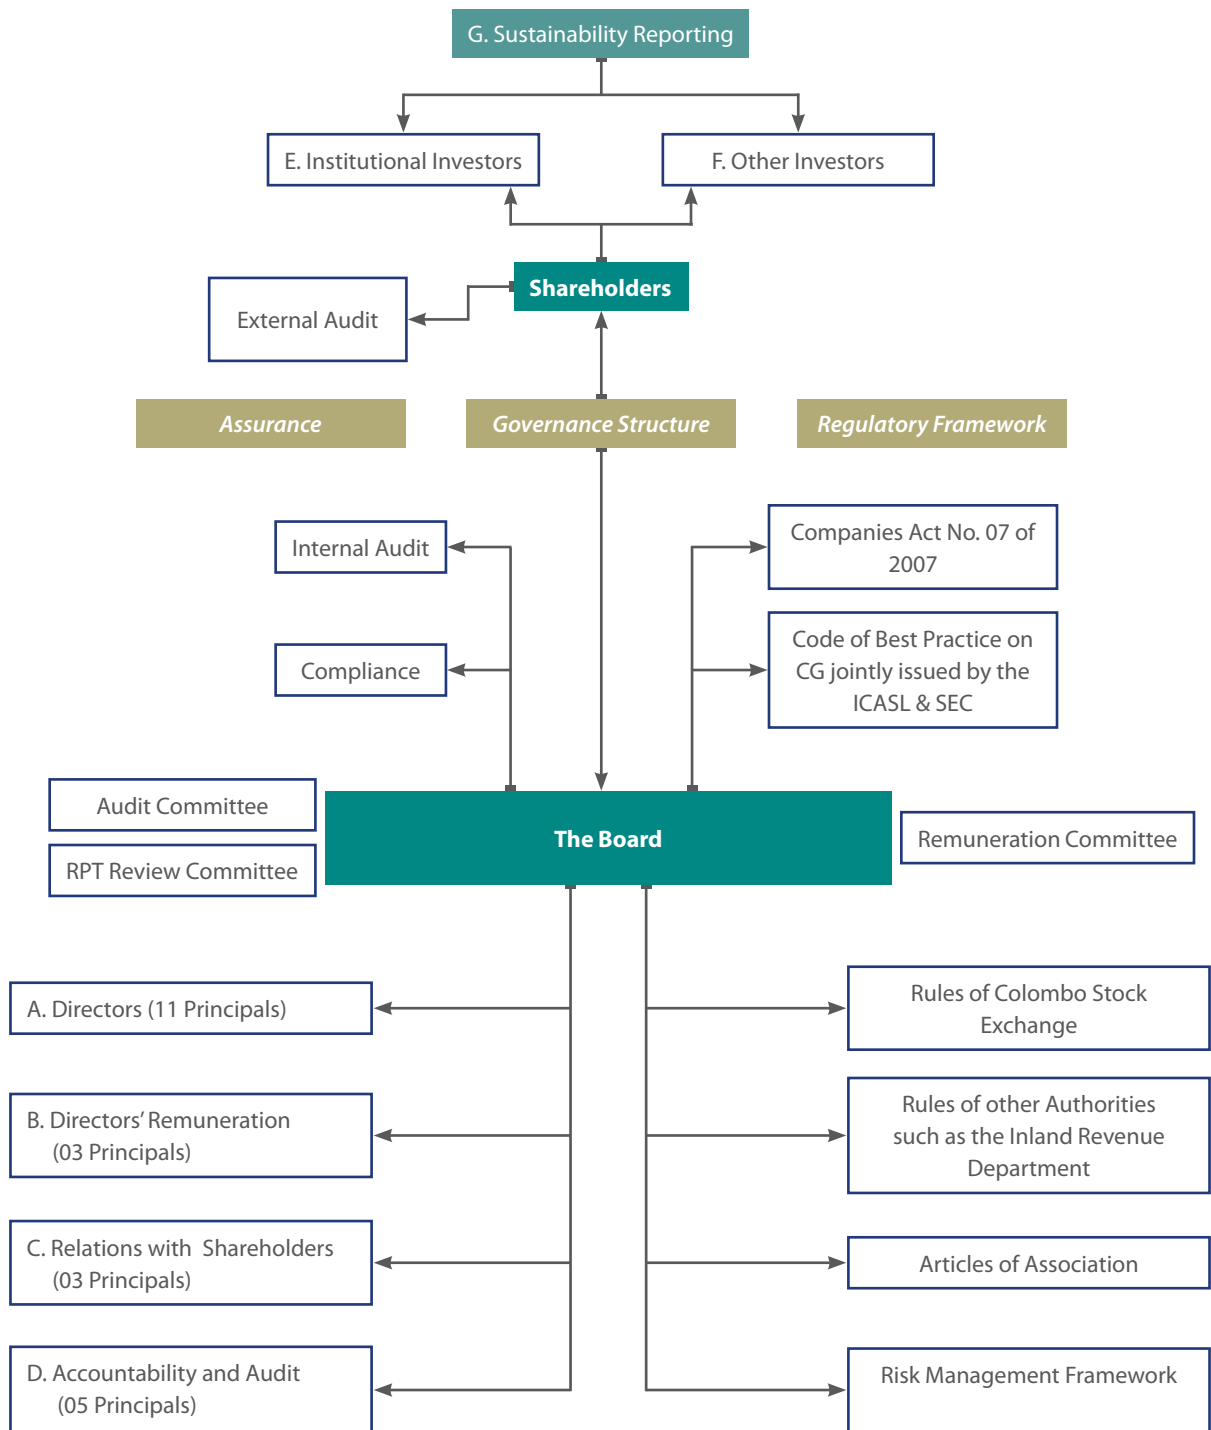 G. Sustainability Reporting
E. Institutional Investors
F. Other Investors
Shareholders
External Audit
Assurance
Governance Structure
Regulatory Framework
Internal Audit
Companies Act No. 07 of
2007
Compliance
Code of Best Practice on
CG jointly issued by the
ICASL & SEC
Audit Committee
RPT Review Committee
The Board
Remuneration Committee
A. Directors (11 Principals)
Rules of Colombo Stock
Exchange
B. Directors’ Remuneration
(03 Principals)
Rules of other Authorities
such as the Inland Revenue
Department
C. Relations with Shareholders
(03 Principals)
Articles of Association
D. Accountability and Audit
(05 Principals)
Risk Management Framework